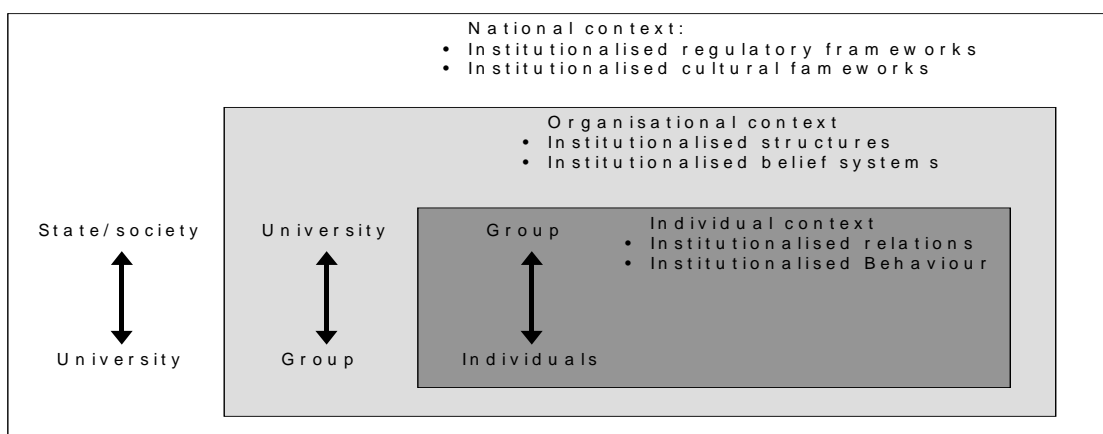 National context:
• Institutionalised regulatory frameworks
• Institutionalised cultural fameworks
Organisational context
• Institutionalised structures
• Institutionalised belief systems
State/society
University
Group
Individual context
• Institutionalised relations
• Institutionalised Behaviour
University
Group
Individuals